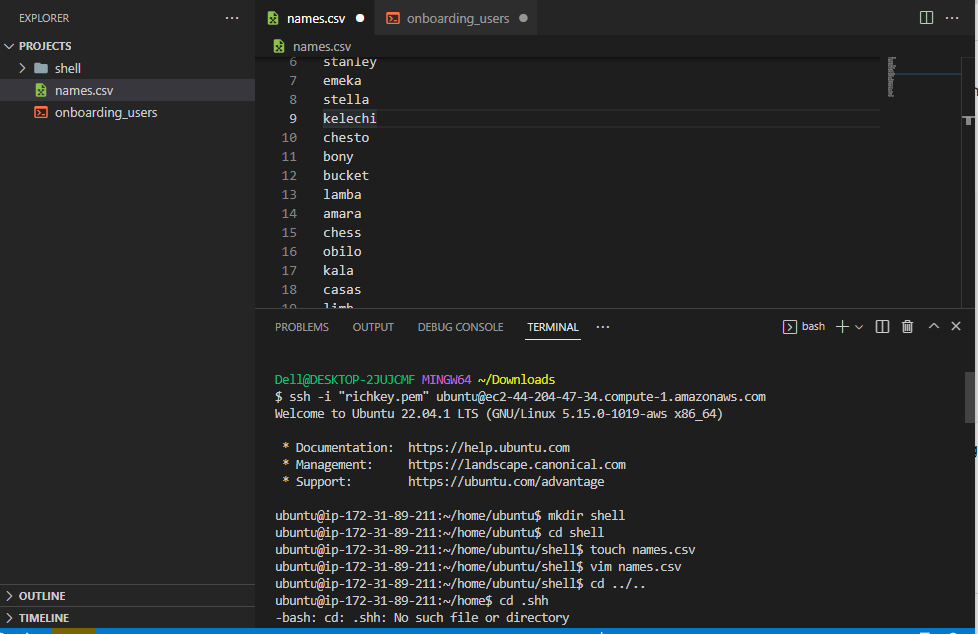 EXPLORER
names.csv
onboarding_users
PROJECTS
names.csv
shell
6 stanley
names.csv
7 emeka
onboarding_users
8 stella
9 kelechi
10 chesto
11 bony
12 bucket
13 lamba
14 amara
15 chess
16 obilo
17 kala
18 casas
19 limb
PROBLEMS OUTPUT DEBUG CONSOLE TERMINAL bash
Dell@DESKTOP-2JUJCMF MINGW64 ~/Downloads
$ ssh -i "richkey.pem" ubuntu@ec2-44-204-47-34.compute-1.amazonaws.com
Welcome to Ubuntu 22.04.1 LTS (GNU/Linux 5.15.0-1019-aws x86_64)
* Documentation: https://help.ubuntu.com
* Management: https://landscape.canonical.com
* Support: https://ubuntu.com/advantage
ubuntu@ip-172-31-89-211:~/home/ubuntu$ mkdir shell
ubuntu@ip-172-31-89-211:~/home/ubuntu$ cd shell
ubuntu@ip-172-31-89-211:~/home/ubuntu/shell$ touch names.csv
ubuntu@ip-172-31-89-211:~/home/ubuntu/shell$ vim names.csv
ubuntu@ip-172-31-89-211:~/home/ubuntu/shell$ cd ../..
ubuntu@ip-172-31-89-211:~/home$ cd .shh
-bash: cd: .shh: No such file or directory
OUTLINE
TIMELINE